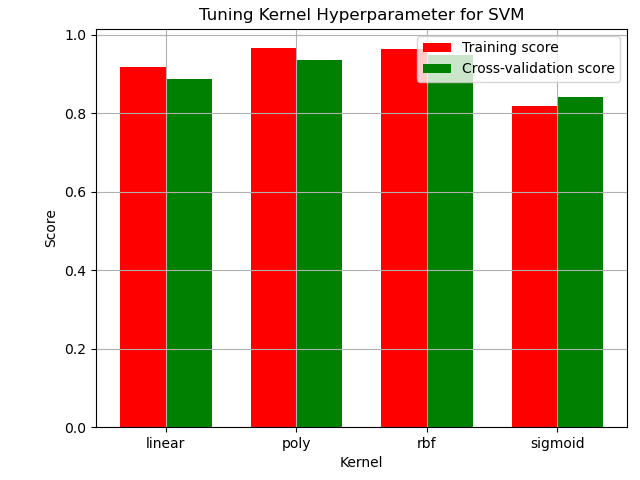 Tuning Kernel Hyperparameter for SVM
Training score
Cross-validation score
1.0
0.8
0.6
0.4
0.2
0.0
Score
linear poly rbf sigmoid
Kernel